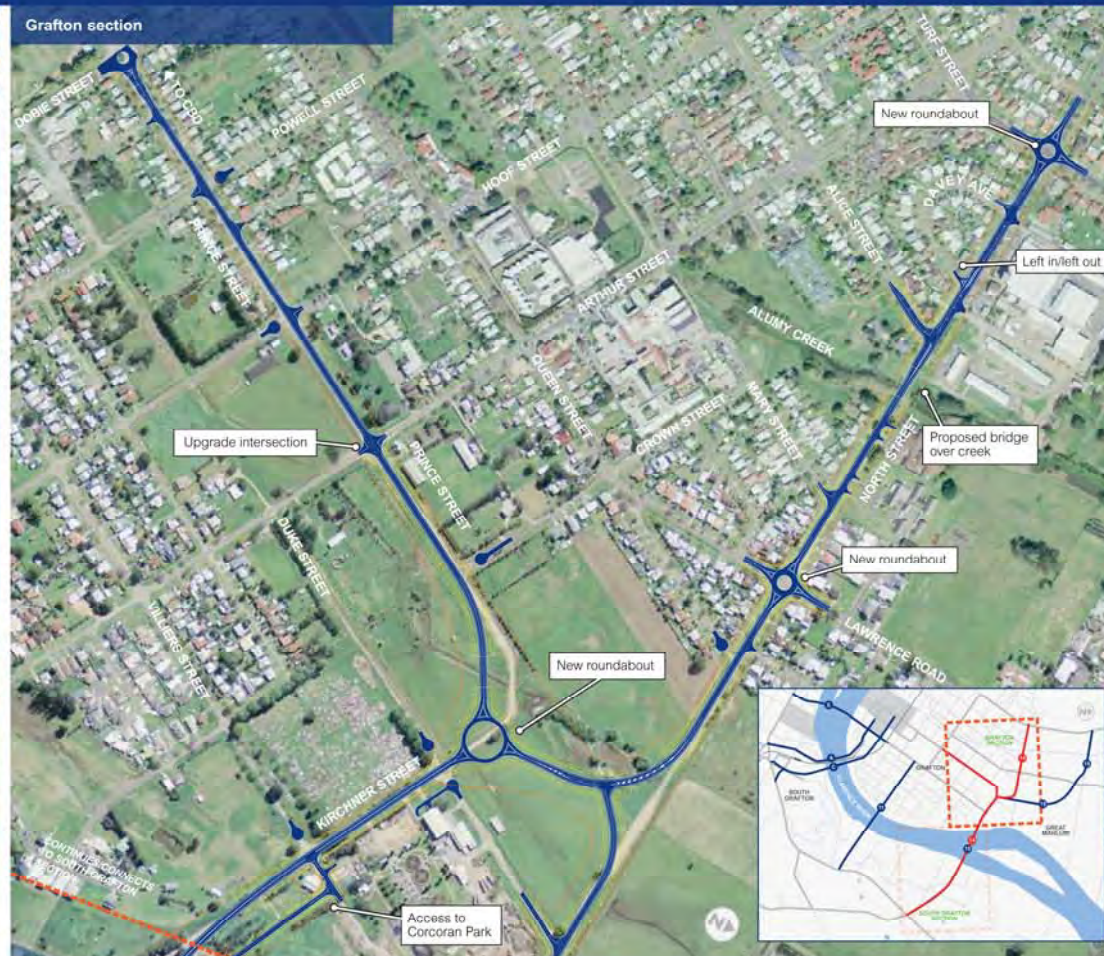 Grafton section
DOBIE STREET
TO CBD
POWELL STREET
TURF STREET
New roundabout
HOOF STREET
DAVEY AVE
ALICE STREET
PRINCE STREET
Left in/left out
ARTHUR STREET
ALUMY CREEK
QUEEN STREET
MARY STREET
CROWN STREET
Upgrade intersection
PRINCE STREET
NORTH STREET
Proposed bridge
over creek
DUKE STREET
New roundabout
VILLIERS STREET
LAWRENCE ROAD
New roundabout
KIRCHNER STREET
CONTINUES/CONNECTS
TO SOUTH GRAFTON
SECTION
Access to
Corcoran Park
GRAFTON
SOUTH
GRAFTON
GREAT
MARLOW
SOUTH GRAFTON